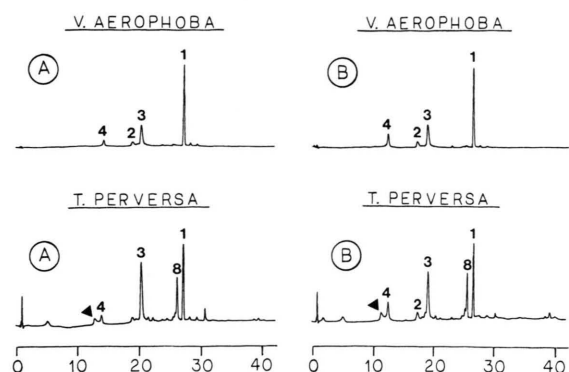 V. AEROPHOBA V. AEROPHOBA
A B
1 1
4 2 3 4 2 3
T. PERVERSA T. PERVERSA
A B
1 1
3 8 3 8
4 4 2
0 10 20 30 40 0 10 20 30 40